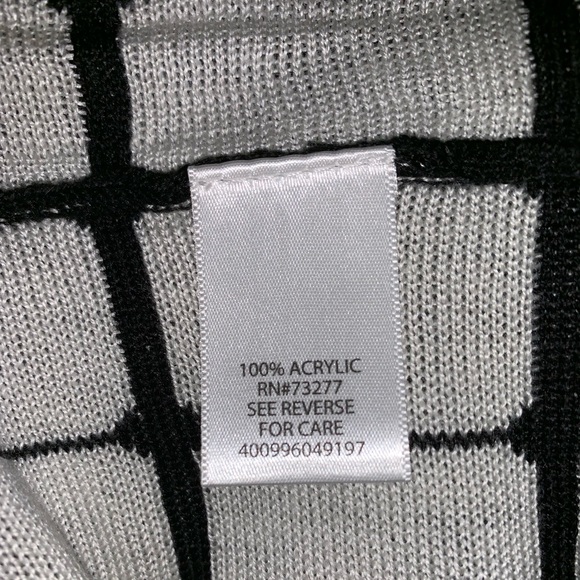 100% ACRYLIC
RN#73277
SEE REVERSE
FOR CARE
400996049197